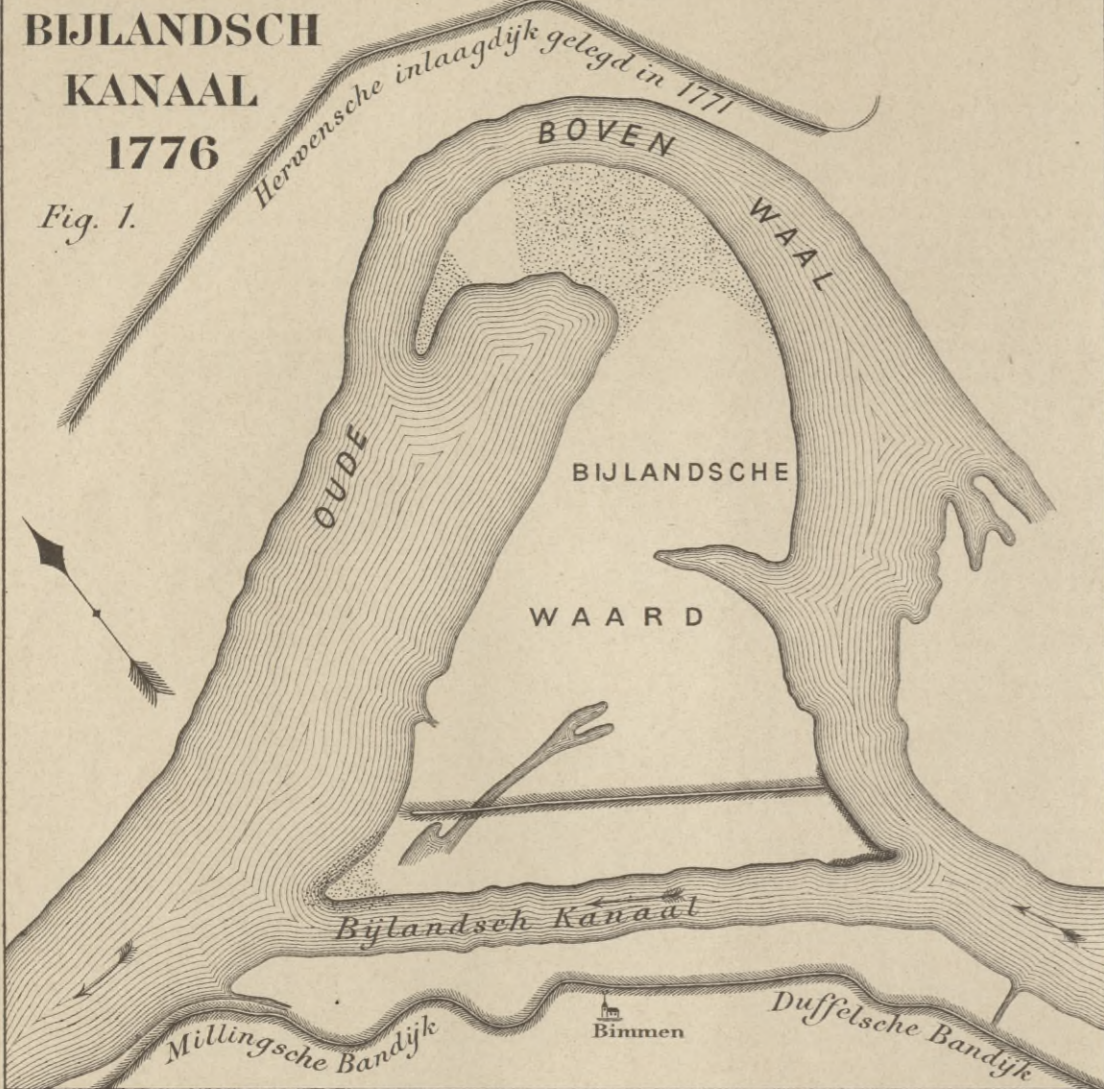 BIJLANDSCH
KANAAL
1776
Fig. 1.
Herwensche inlaagdijk gelegd in 1771
BOVEN
WAAL
OUDE
BIJLANDSCHE
WAARD
Bijlandsch Kanaal
Millingsche Bandijk
Bimmen
Duffelsche Bandijk